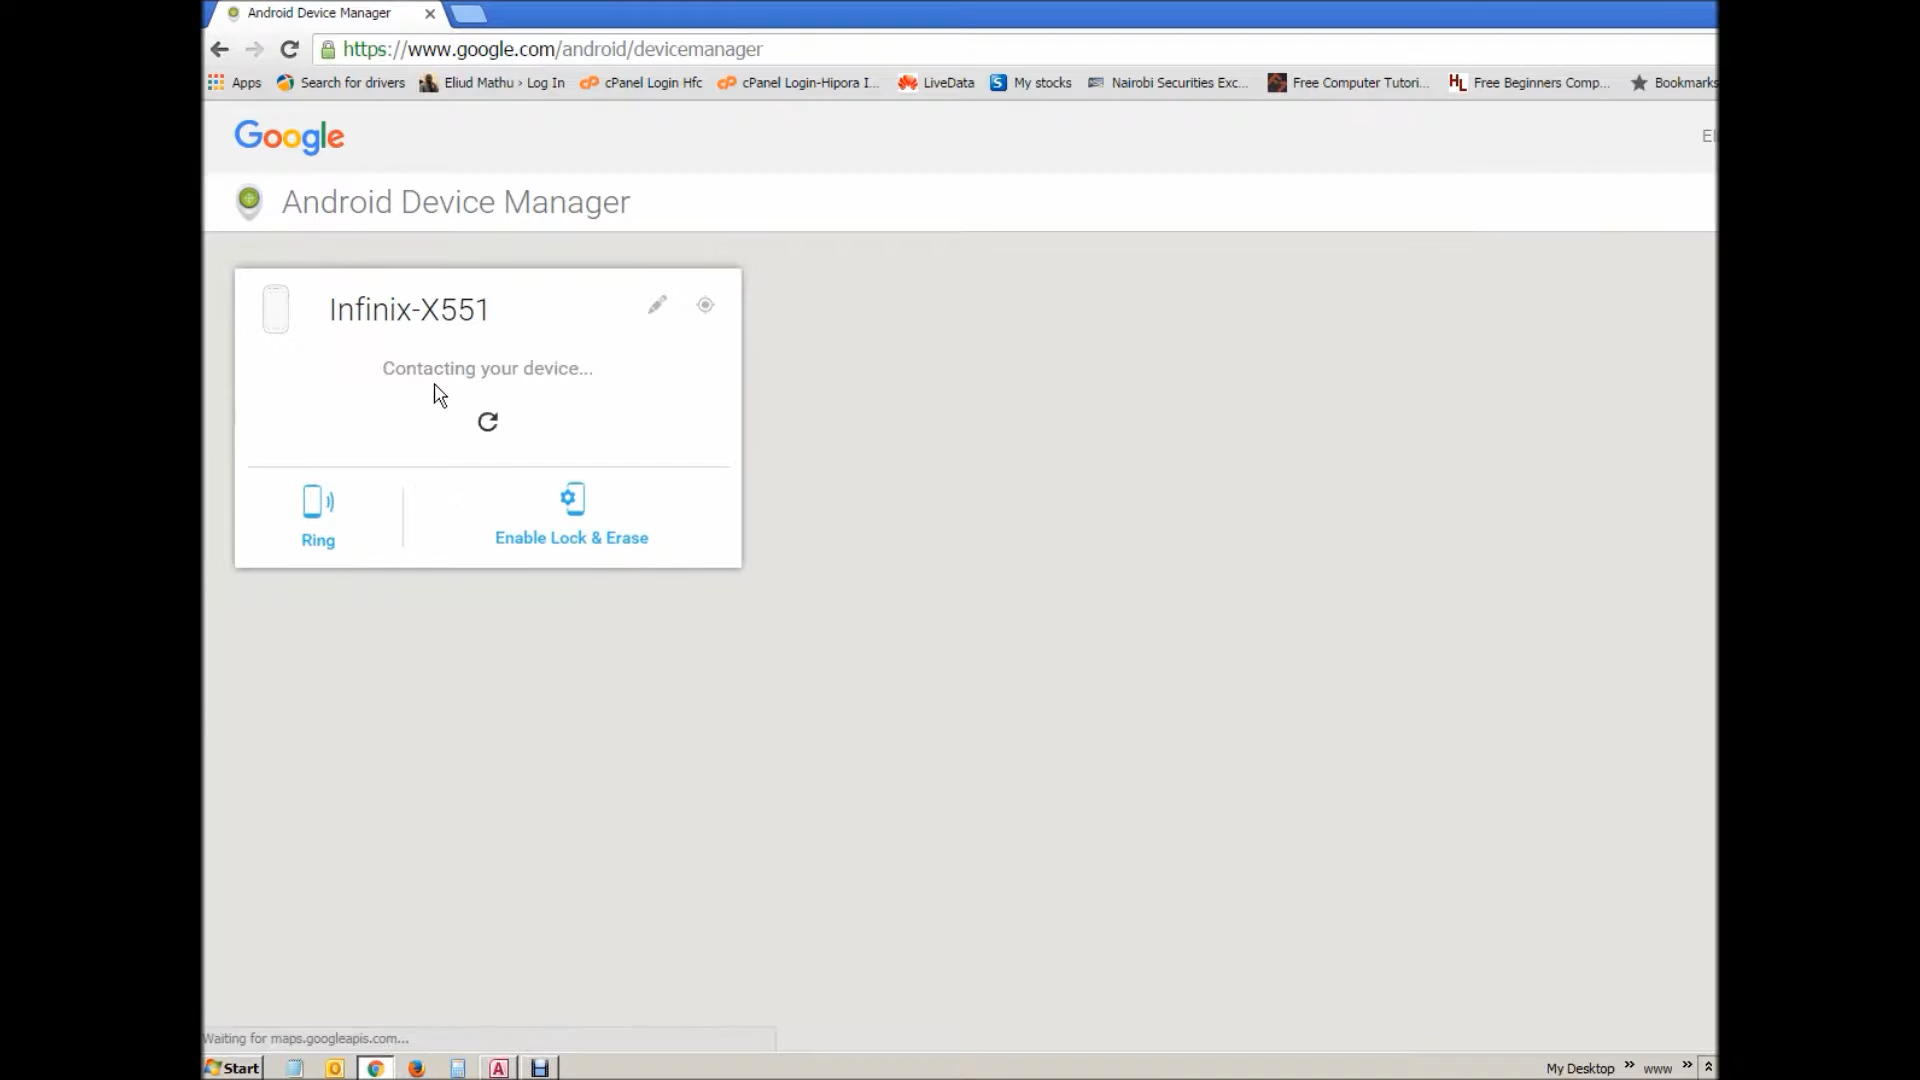 Android Device Manager
https://www.google.com/android/devicemanager
Apps Search for drivers Eliud Mathu › Log In cPanel Login Hfc cPanel Login-Hipora I... LiveData My stocks Nairobi Securities Exc... Free Computer Tutori... HL Free Beginners Comp... Bookmarks
Google
El
Android Device Manager
Infinix-X551
Contacting your device...
Ring
Enable Lock & Erase
Waiting for maps.googleapis.com...
Start My Desktop » www »